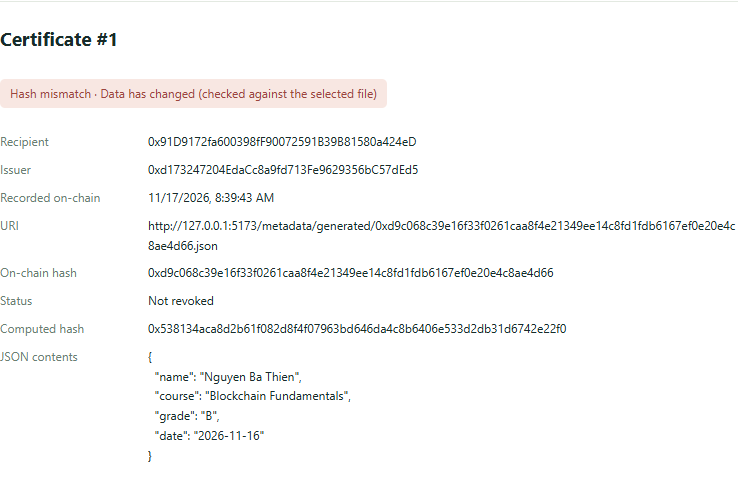 Certificate #1
Hash mismatch · Data has changed (checked against the selected file)
Recipient 0x91D9172fa600398fF90072591B39B81580a424eD
Issuer 0xd173247204EdaCc8a9fd713Fe9629356bC57dEd5
Recorded on-chain 11/17/2026, 8:39:43 AM
URI http://127.0.0.1:5173/metadata/generated/0xd9c068c39e16f33f0261caa8f4e21349ee14c8fd1fdb6167ef0e20e4c
8ae4d66.json
On-chain hash 0xd9c068c39e16f33f0261caa8f4e21349ee14c8fd1fdb6167ef0e20e4c8ae4d66
Status Not revoked
Computed hash 0x538134aca8d2b61f082d8f4f07963bd646da4c8b6406e533d2db31d6742e22f0
JSON contents {
"name": "Nguyen Ba Thien",
"course": "Blockchain Fundamentals",
"grade": "B",
"date": "2026-11-16"
}